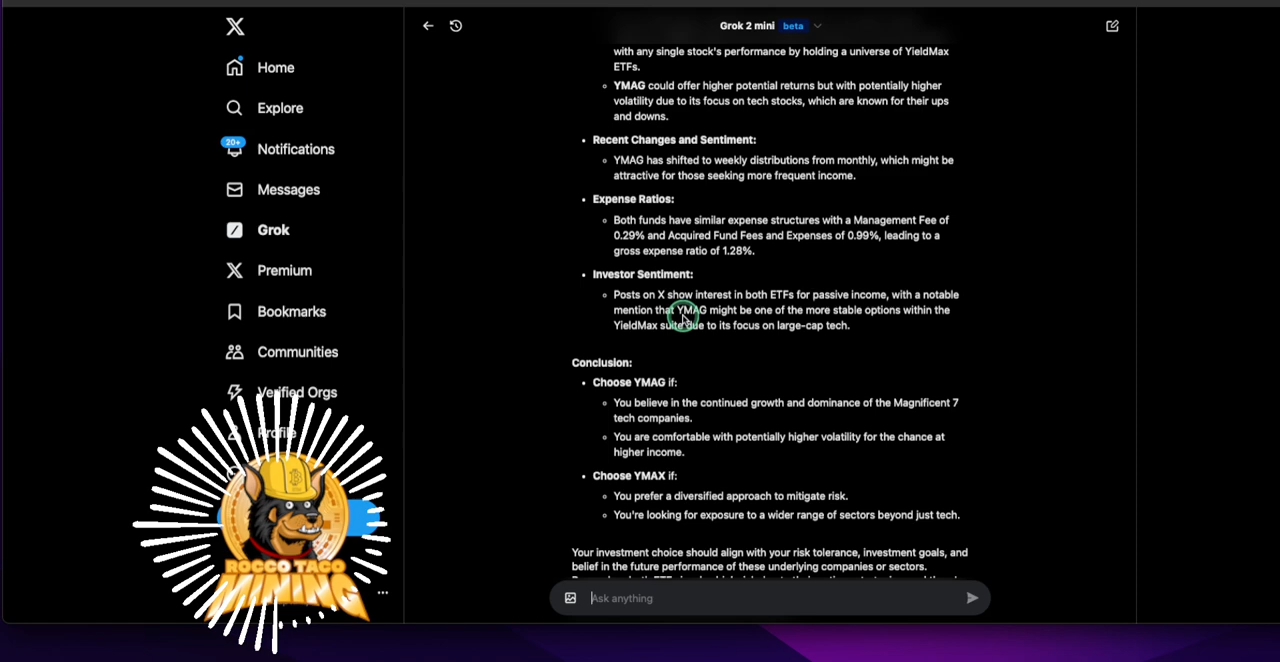 Grok 2 mini beta
Home
Explore
20+
Notifications
Messages
Grok
Premium
Bookmarks
Communities
Verified Orgs
Profile
with any single stock's performance by holding a universe of YieldMax
ETFs.
YMAG could offer higher potential returns but with potentially higher
volatility due to its focus on tech stocks, which are known for their ups
and downs.
Recent Changes and Sentiment:
YMAG has shifted to weekly distributions from monthly, which might be
attractive for those seeking more frequent income.
Expense Ratios:
Both funds have similar expense structures with a Management Fee of
0.29% and Acquired Fund Fees and Expenses of 0.99%, leading to a
gross expense ratio of 1.28%.
Investor Sentiment:
Posts on X show interest in both ETFs for passive income, with a notable
mention that YMAG might be one of the more stable options within the
YieldMax suite due to its focus on large-cap tech.
Conclusion:
Choose YMAG if:
You believe in the continued growth and dominance of the Magnificent 7
tech companies.
You are comfortable with potentially higher volatility for the chance at
higher income.
Choose YMAX if:
You prefer a diversified approach to mitigate risk.
You're looking for exposure to a wider range of sectors beyond just tech.
Your investment choice should align with your risk tolerance, investment goals, and
belief in the future performance of these underlying companies or sectors.
Ask anything
ROCCO TACO
MINING